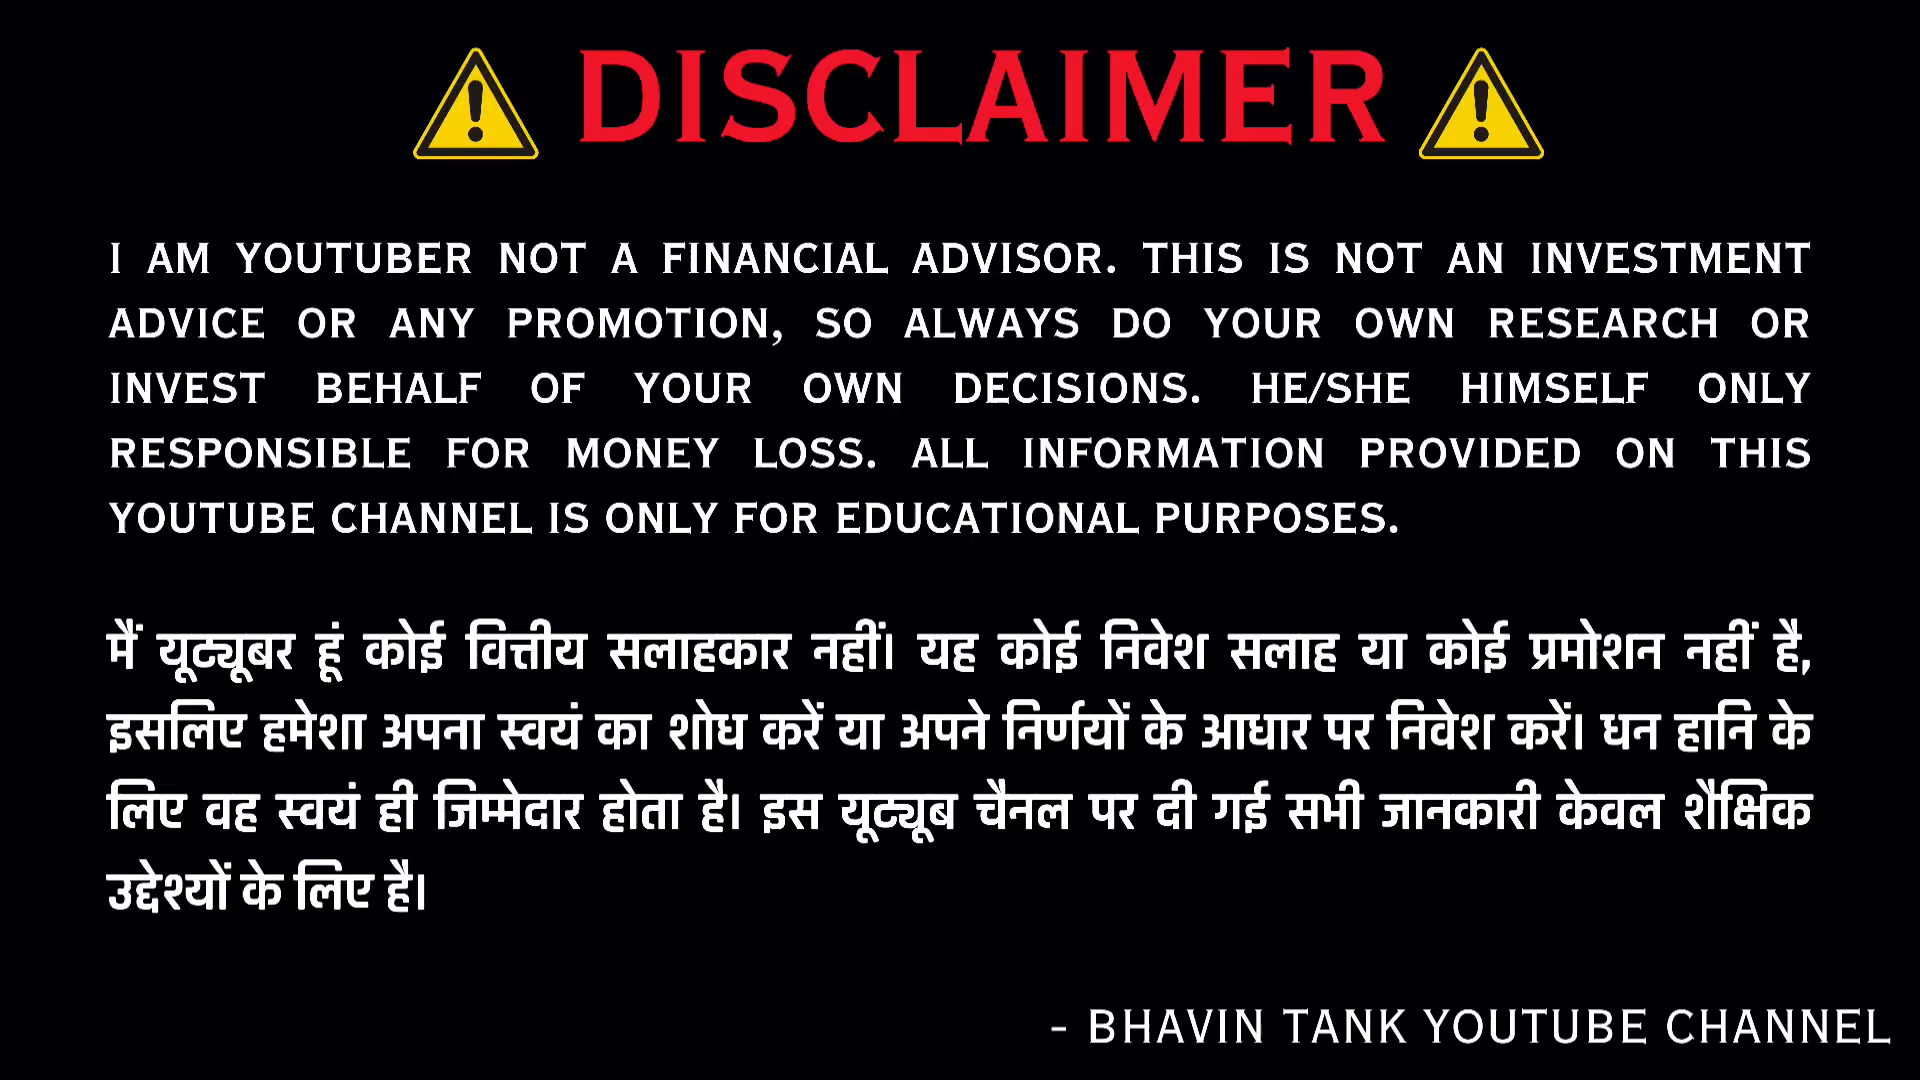 DISCLAIMER
I AM YOUTUBER NOT A FINANCIAL ADVISOR. THIS IS NOT AN INVESTMENT
ADVICE OR ANY PROMOTION, SO ALWAYS DO YOUR OWN RESEARCH OR
INVEST BEHALF OF YOUR OWN DECISIONS. HE/SHE HIMSELF ONLY
RESPONSIBLE FOR MONEY LOSS. ALL INFORMATION PROVIDED ON THIS
YOUTUBE CHANNEL IS ONLY FOR EDUCATIONAL PURPOSES.
मैं यूट्यूबर हूं कोई वित्तीय सलाहकार नहीं। यह कोई निवेश सलाह या कोई प्रमोशन नहीं है,
इसलिए हमेशा अपना स्वयं का शोध करें या अपने निर्णयों के आधार पर निवेश करें। धन हानि के
लिए वह स्वयं ही जिम्मेदार होता है। इस यूट्यूब चैनल पर दी गई सभी जानकारी केवल शैक्षिक
उद्देश्यों के लिए है।
- BHAVIN TANK YOUTUBE CHANNEL